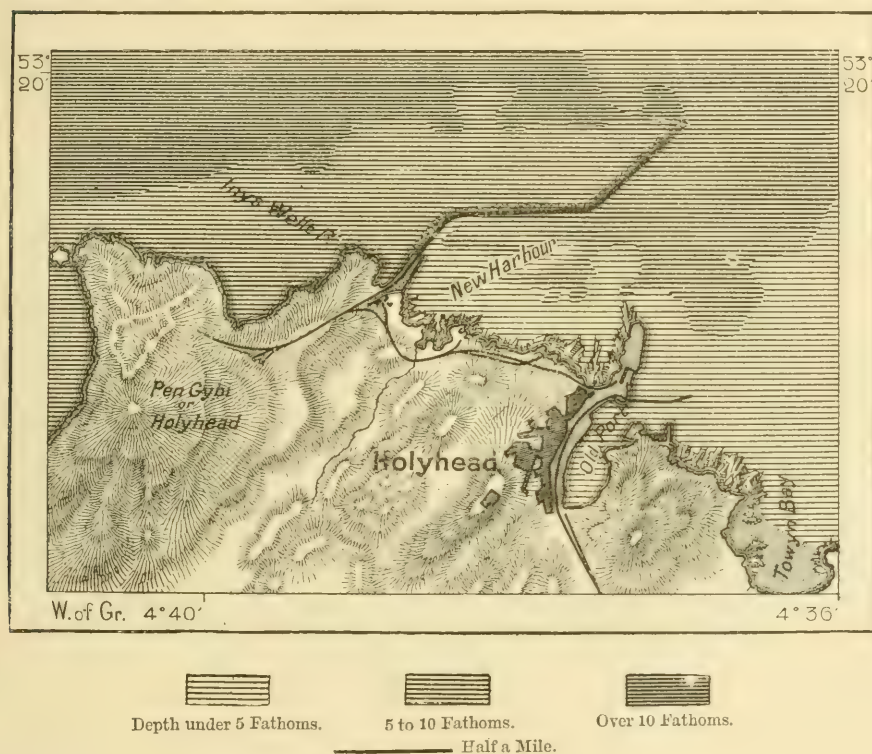 53° 20'
53° 20'
Inys Wellt P.
New Harbour
Pen Gybi
or
Holyhead
Holyhead
Old Port
Towyn Bay
W. of Gr. 4°40'
4°36'
Depth under 5 Fathoms.
5 to 10 Fathoms.
Over 10 Fathoms.
Half a Mile.